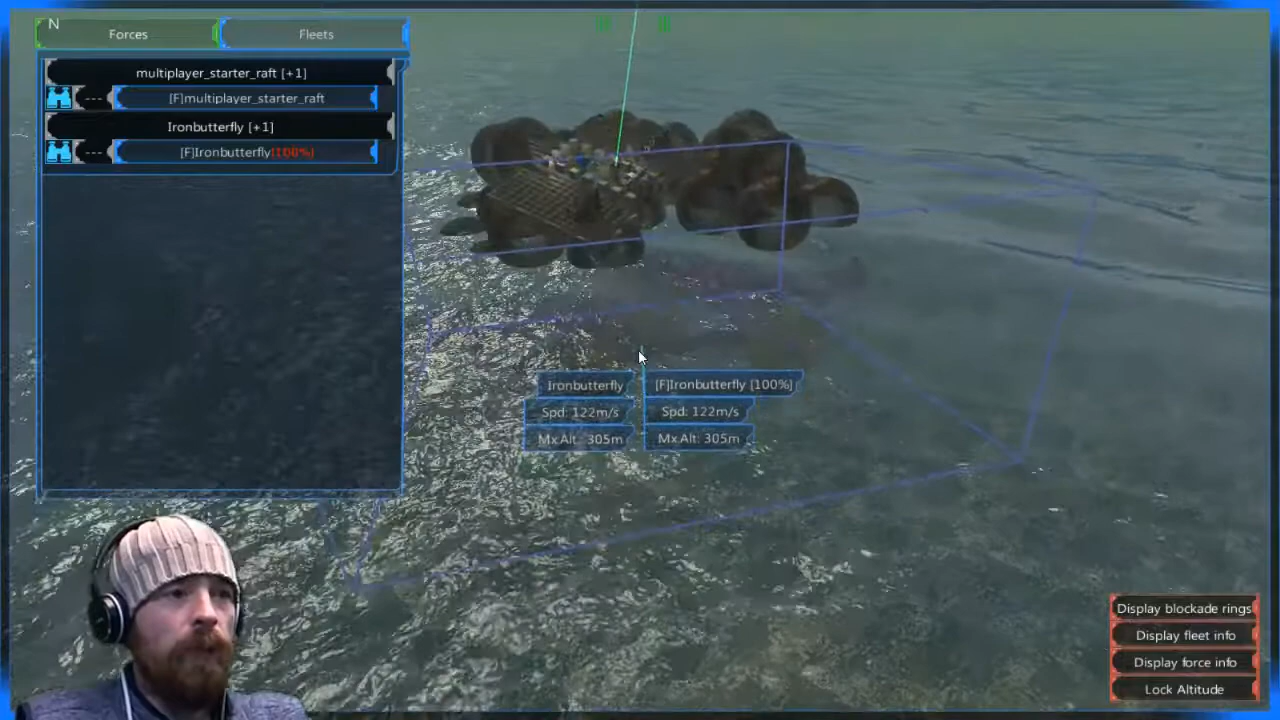 N
Forces
Fleets
multiplayer_starter_raft [+1]
---
[F]multiplayer_starter_raft
Ironbutterfly [+1]
---
[F]Ironbutterfly(100%)
Ironbutterfly
[F]Ironbutterfly [100%]
Spd: 122m/s
Spd: 122m/s
Mx Alt: 305m
Mx Alt: 305m
Display blockade rings
Display fleet info
Display force info
Lock Altitude